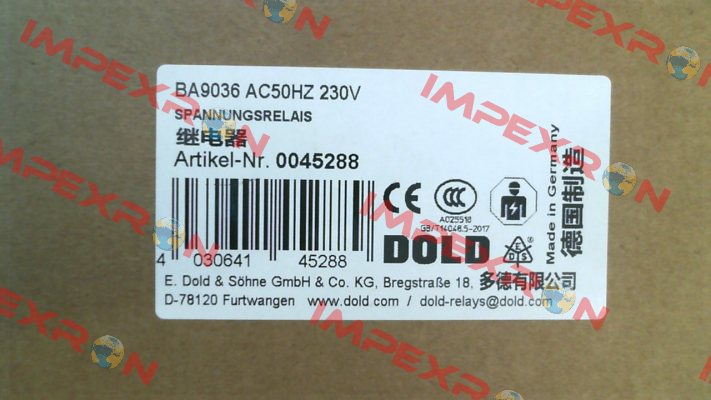 BA9036 AC50HZ 230V
SPANNUNGSRELAIS
继电器
Artikel-Nr. 0045288
4 030641 45288
CE
CCC
A025518
GB/T14048.5-2017
DOLD
EDS ®
Made in Germany
德国制造
E. Dold & Söhne GmbH & Co. KG, Bregstraße 18, 多德有限公司
D-78120 Furtwangen www.dold.com / dold-relays@dold.com
IMPEXRON
IMPEXRON
IMPEXRON
IMPEXRON
IMPEXRON
IMPEXRON